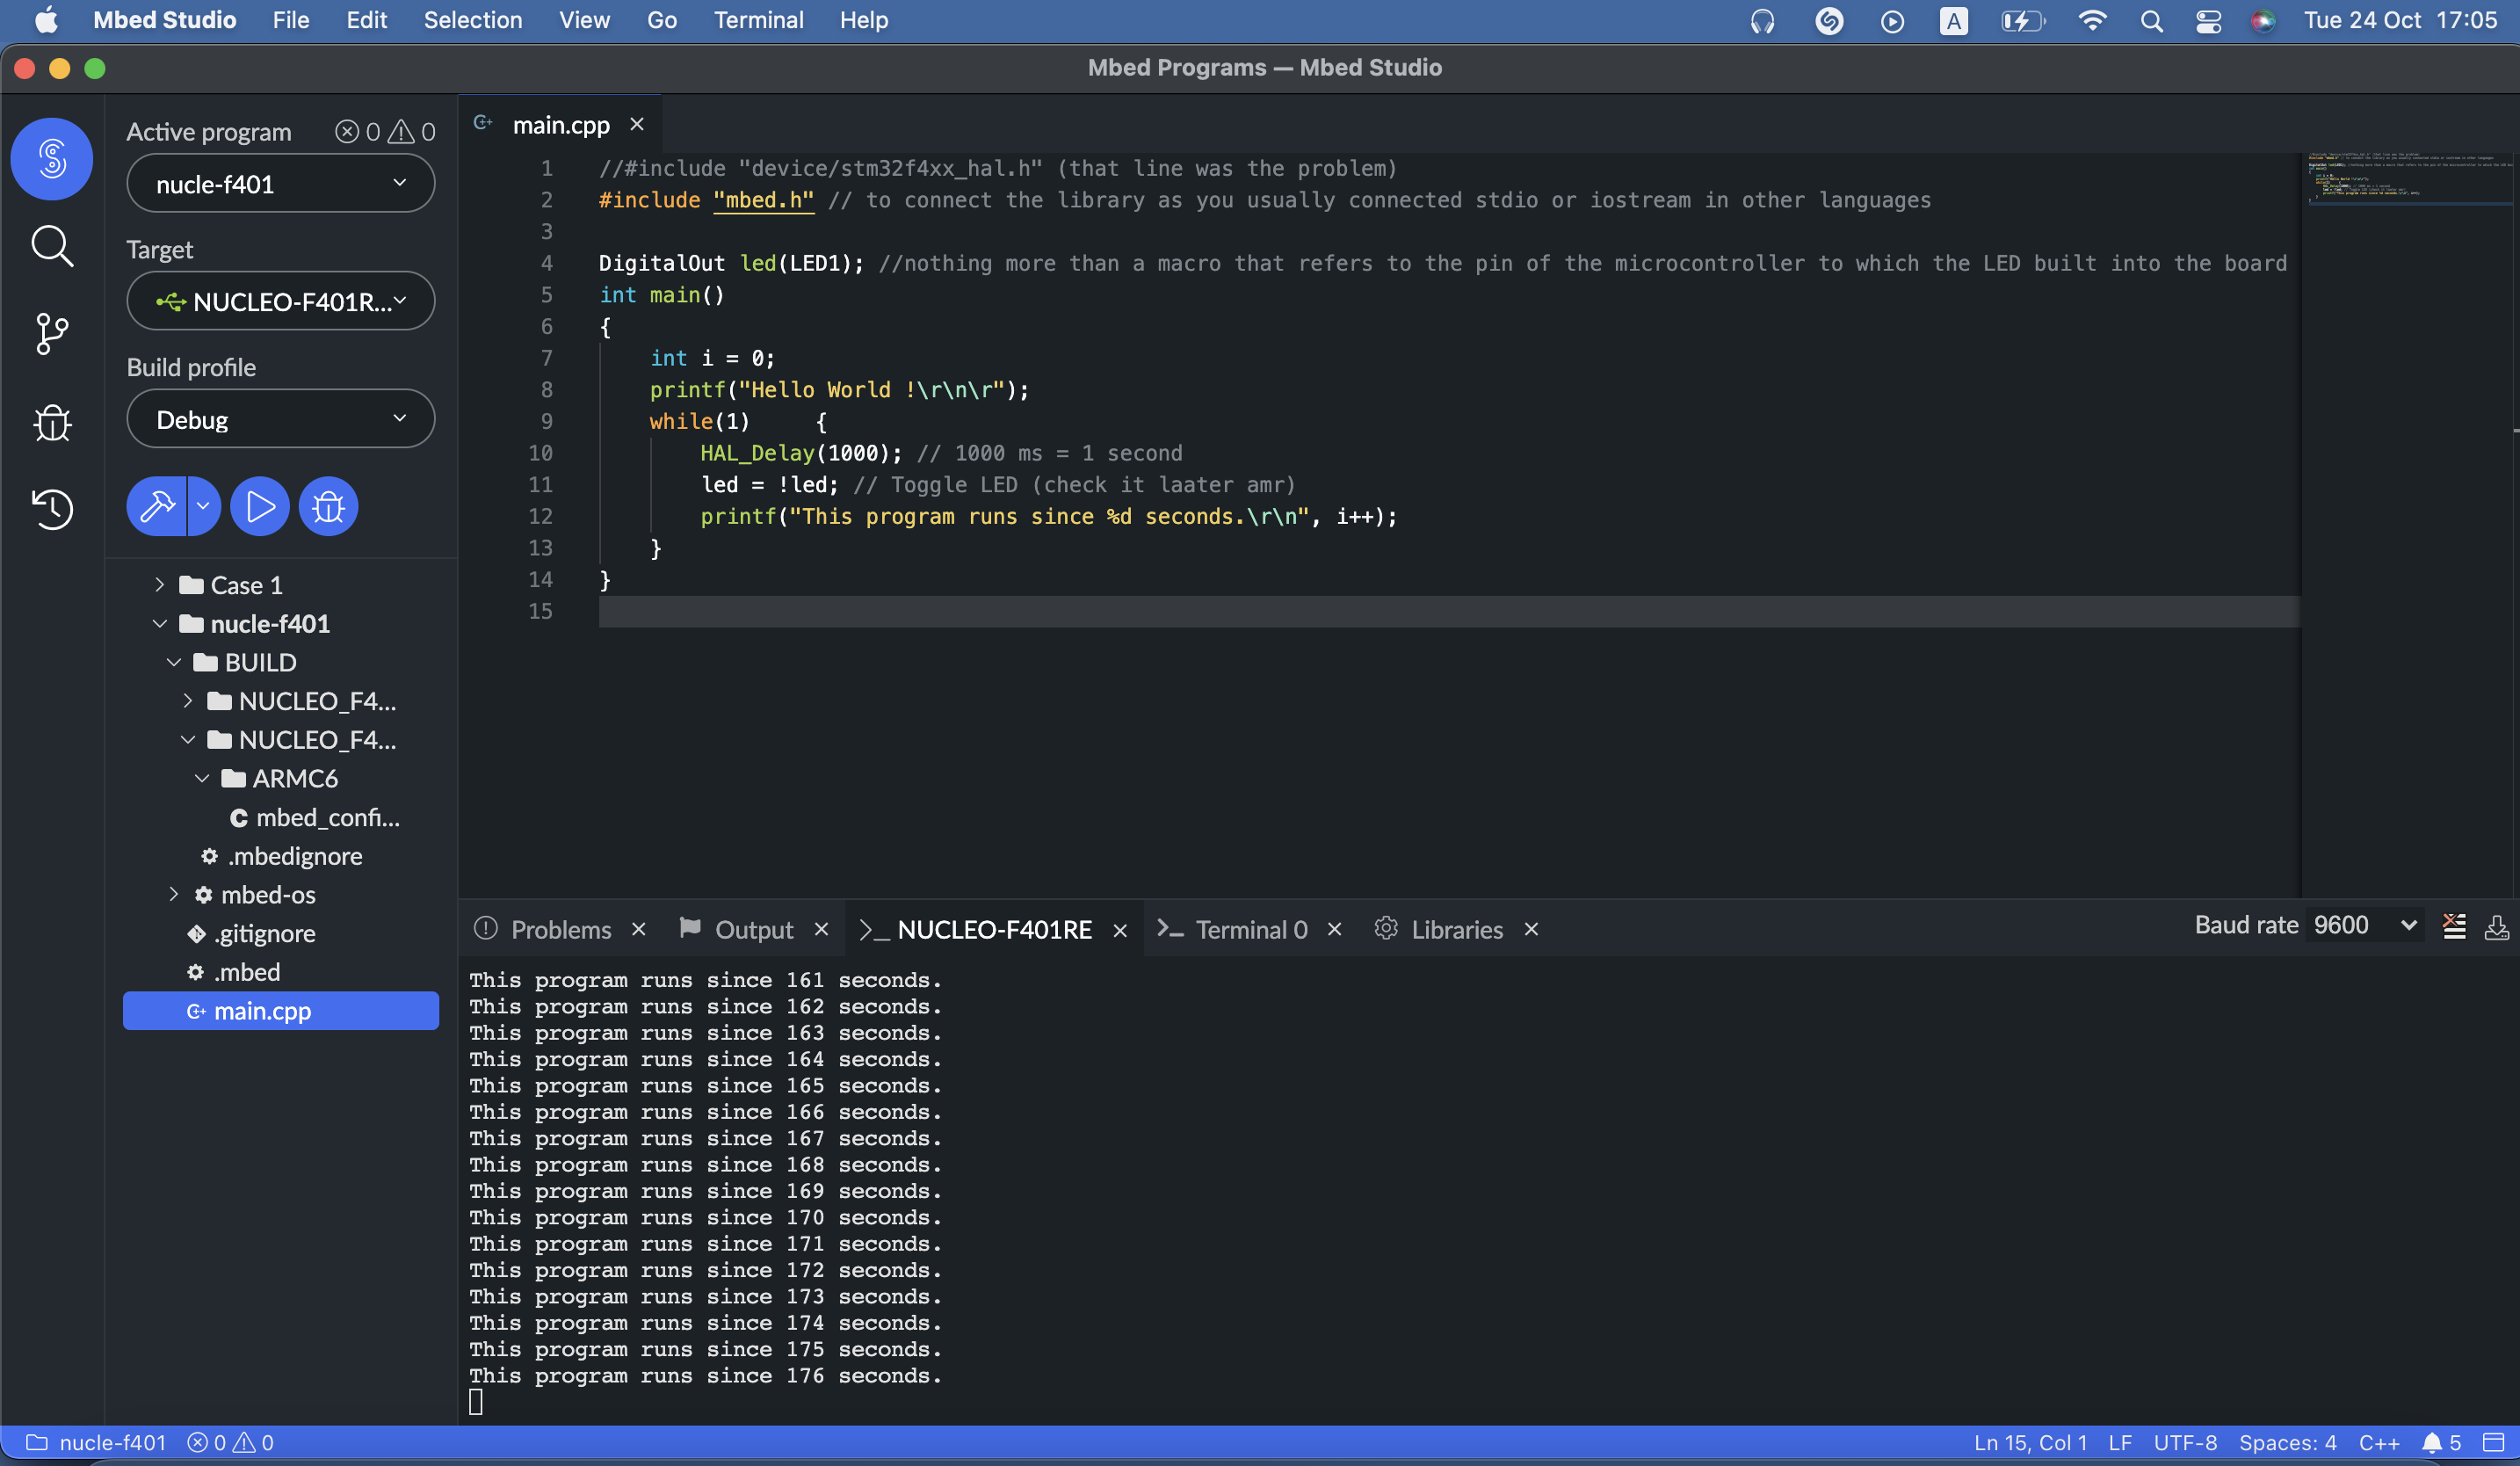 Mbed Studio File Edit Selection View Go Terminal Help A Tue 24 Oct 17:05
Mbed Programs — Mbed Studio
Active program 0 0
nucle-f401
Target
NUCLEO-F401R...
Build profile
Debug
Case 1
nucle-f401
BUILD
NUCLEO_F4...
NUCLEO_F4...
ARMC6
C mbed_confi...
.mbedignore
mbed-os
.gitignore
.mbed
main.cpp
main.cpp
1 //#include "device/stm32f4xx_hal.h" (that line was the problem)
2 #include "mbed.h" // to connect the library as you usually connected stdio or iostream in other languages
3
4 DigitalOut led(LED1); //nothing more than a macro that refers to the pin of the microcontroller to which the LED built into the board
5 int main()
6 {
7 int i = 0;
8 printf("Hello World !\r\n\r");
9 while(1) {
10 HAL_Delay(1000); // 1000 ms = 1 second
11 led = !led; // Toggle LED (check it laater amr)
12 printf("This program runs since %d seconds.\r\n", i++);
13 }
14 }
15
Problems Output >_ NUCLEO-F401RE Terminal 0 Libraries Baud rate 9600
This program runs since 161 seconds.
This program runs since 162 seconds.
This program runs since 163 seconds.
This program runs since 164 seconds.
This program runs since 165 seconds.
This program runs since 166 seconds.
This program runs since 167 seconds.
This program runs since 168 seconds.
This program runs since 169 seconds.
This program runs since 170 seconds.
This program runs since 171 seconds.
This program runs since 172 seconds.
This program runs since 173 seconds.
This program runs since 174 seconds.
This program runs since 175 seconds.
This program runs since 176 seconds.
nucle-f401 0 0 Ln 15, Col 1 LF UTF-8 Spaces: 4 C++ 5